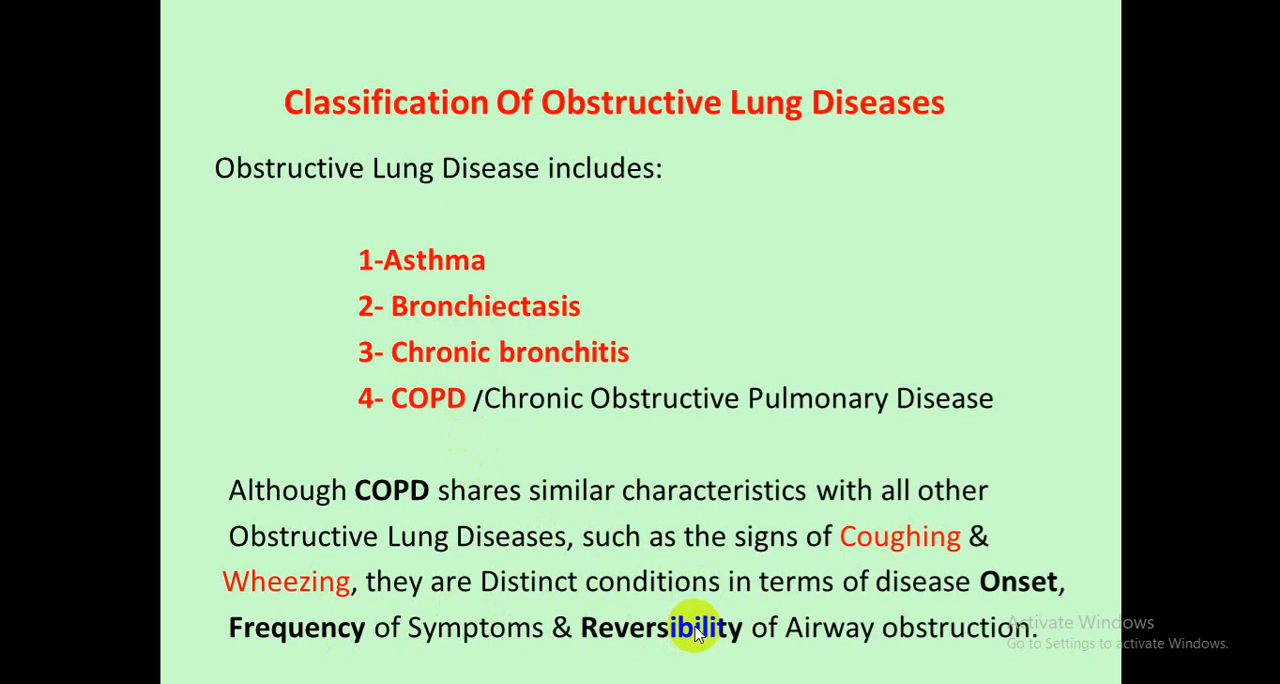 Classification Of Obstructive Lung Diseases
Obstructive Lung Disease includes:
1-Asthma
2- Bronchiectasis
3- Chronic bronchitis
4- COPD /Chronic Obstructive Pulmonary Disease
Although COPD shares similar characteristics with all other
Obstructive Lung Diseases, such as the signs of Coughing &
Wheezing, they are Distinct conditions in terms of disease Onset,
Frequency of Symptoms & Reversibility of Airway obstruction.
Activate Windows
Go to Settings to activate Windows.